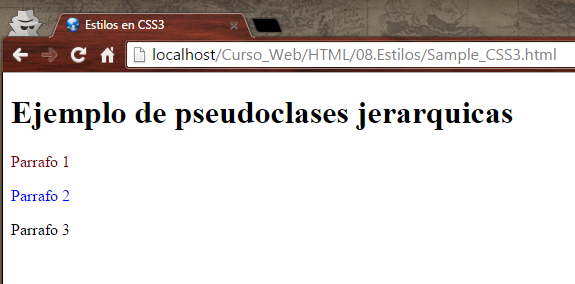 Estilos en CSS3
localhost/Curso_Web/HTML/08.Estilos/Sample_CSS3.html
Ejemplo de pseudoclases jerarquicas
Parrafo 1
Parrafo 2
Parrafo 3